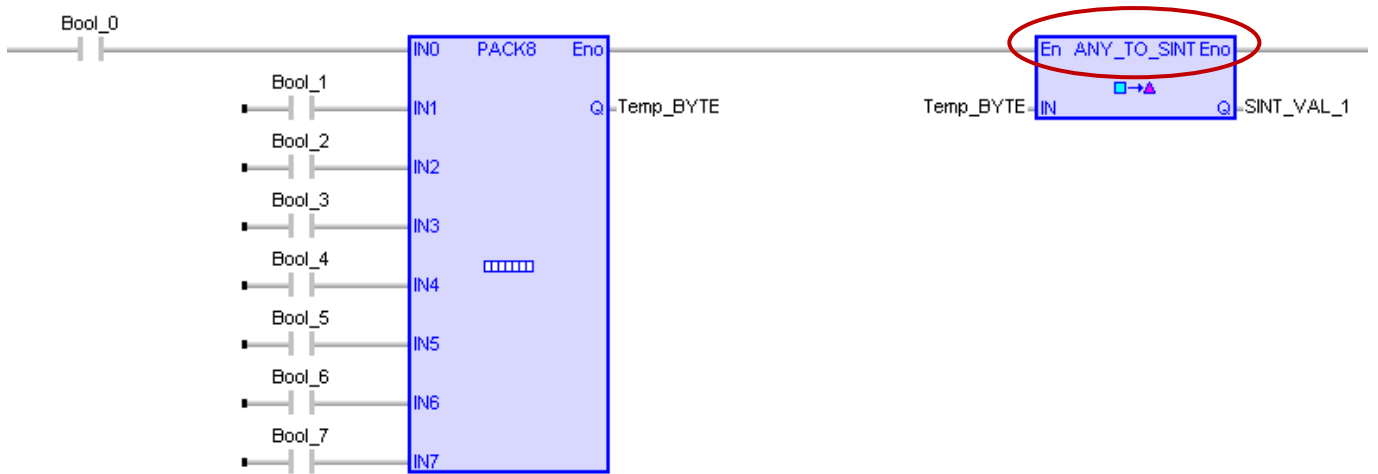 Bool_0
IN0 PACK8 Eno
En ANY_TO_SINT Eno
Bool_1
IN1
Q Temp_BYTE
Temp_BYTE IN
Q SINT_VAL_1
Bool_2
IN2
Bool_3
IN3
Bool_4
IN4
Bool_5
IN5
Bool_6
IN6
Bool_7
IN7